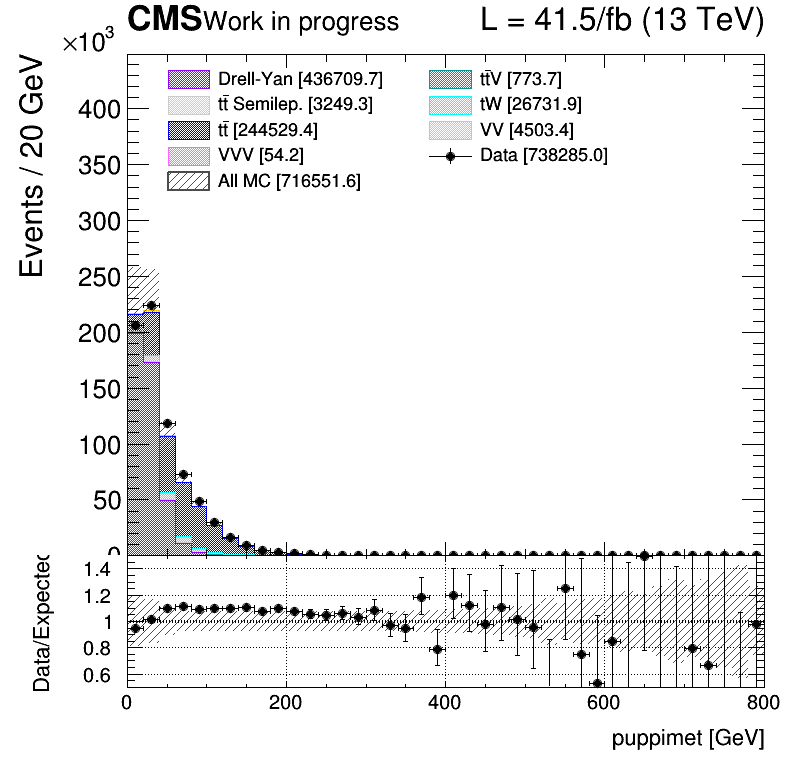 CMS Work in progress L = 41.5/fb (13 TeV)
×10³
Events / 20 GeV
Drell-Yan [436709.7]
tt̄ Semilep. [3249.3]
tt̄ [244529.4]
VVV [54.2]
All MC [716551.6]
tt̄V [773.7]
tW [26731.9]
VV [4503.4]
Data [738285.0]
400
350
300
250
200
150
100
50
0
Data/Expected
1.4
1.2
1
0.8
0.6
0 200 400 600 800
puppimet [GeV]